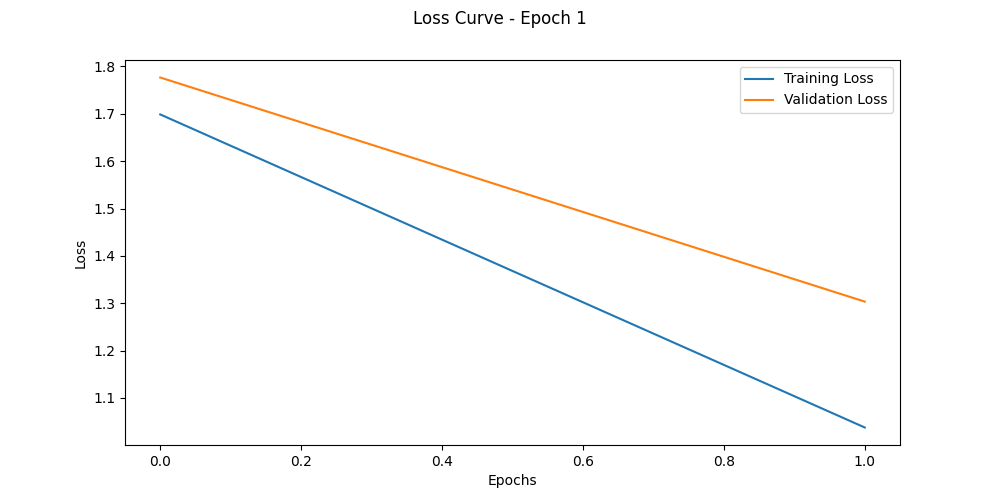 Loss Curve - Epoch 1
1.8
1.7
1.6
1.5
1.4
1.3
1.2
1.1
Loss
Training Loss
Validation Loss
0.0 0.2 0.4 0.6 0.8 1.0
Epochs